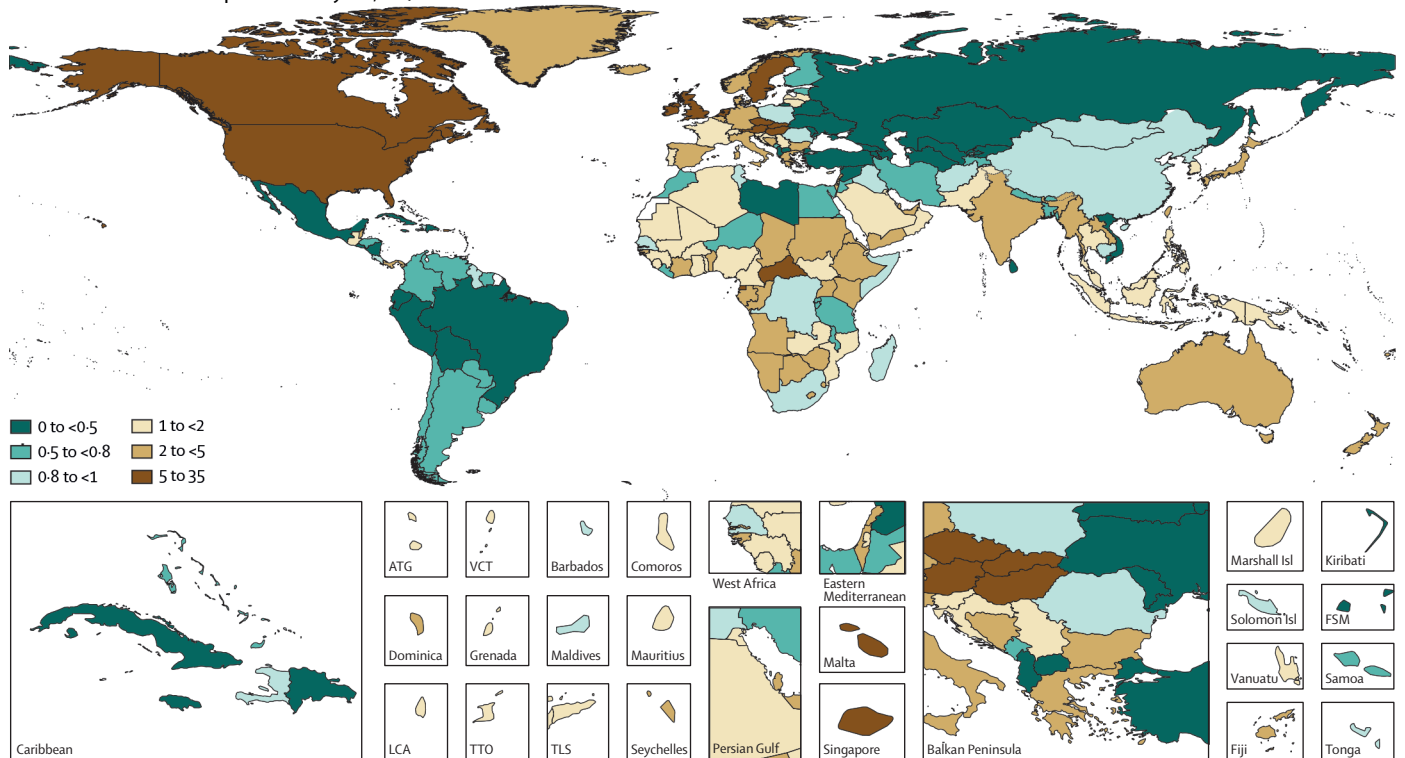 0 to <0·5
0·5 to <0·8
0·8 to <1
1 to <2
2 to <5
5 to 35
Caribbean
ATG
VCT
Barbados
Comoros
Dominica
Grenada
Maldives
Mauritius
LCA
TTO
TLS
Seychelles
West Africa
Eastern
Mediterranean
Persian Gulf
Malta
Singapore
Balkan Peninsula
Marshall Isl
Kiribati
Solomon Isl
FSM
Vanuatu
Samoa
Fiji
Tonga